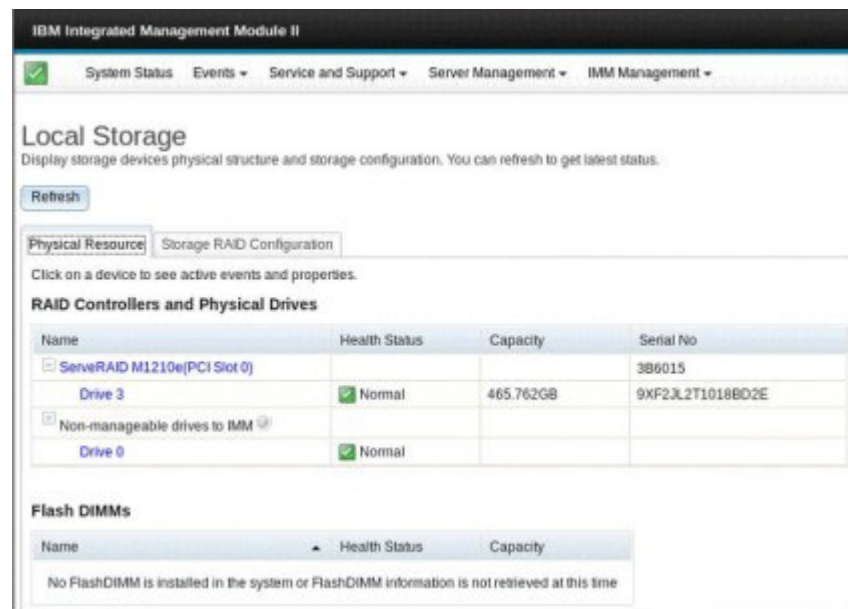 IBM Integrated Management Module II
System Status Events Service and Support Server Management IMM Management
Local Storage
Display storage devices physical structure and storage configuration. You can refresh to get latest status.
Refresh
Physical Resource Storage RAID Configuration
Click on a device to see active events and properties.
RAID Controllers and Physical Drives
Name Health Status Capacity Serial No
ServeRAID M1210e(PCI Slot 0) 3B6015
Drive 3 Normal 465.762GB 9XF2JL2T1018BD2E
Non-manageable drives to IMM
Drive 0 Normal
Flash DIMMs
Name Health Status Capacity
No FlashDIMM is installed in the system or FlashDIMM information is not retrieved at this time